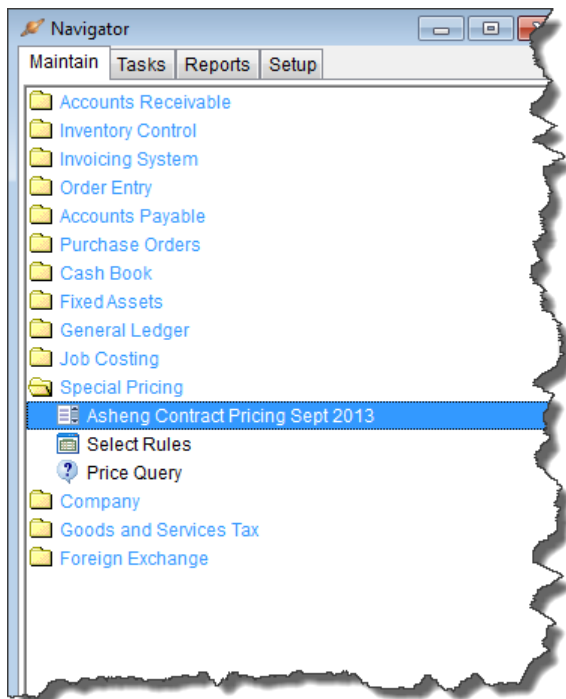 Navigator
Maintain Tasks Reports Setup
Accounts Receivable
Inventory Control
Invoicing System
Order Entry
Accounts Payable
Purchase Orders
Cash Book
Fixed Assets
General Ledger
Job Costing
Special Pricing
Asheng Contract Pricing Sept 2013
Select Rules
Price Query
Company
Goods and Services Tax
Foreign Exchange